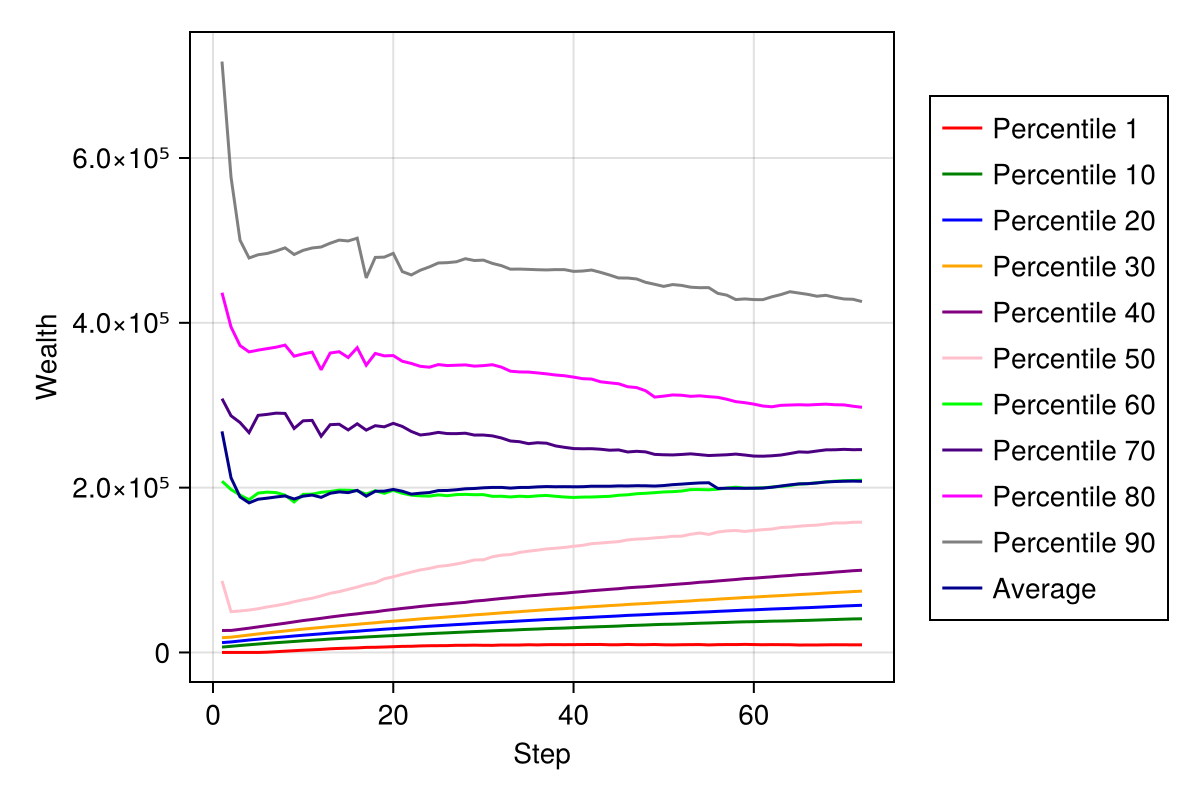 6.0×10⁵
4.0×10⁵
2.0×10⁵
0
Wealth
0 20 40 60
Step
Percentile 1
Percentile 10
Percentile 20
Percentile 30
Percentile 40
Percentile 50
Percentile 60
Percentile 70
Percentile 80
Percentile 90
Average